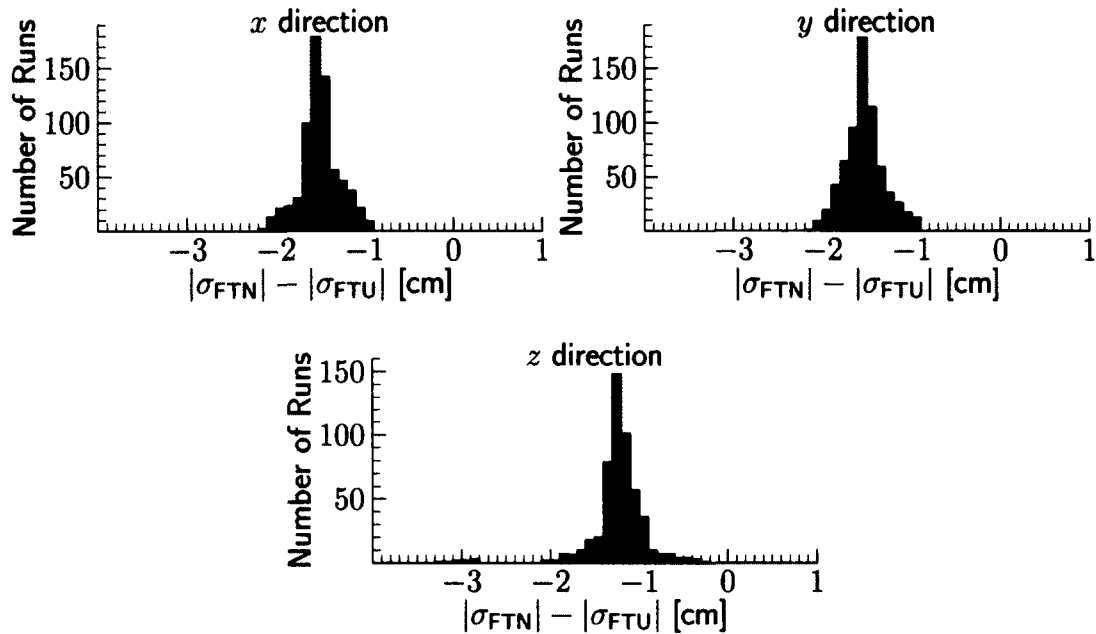 x direction
Number of Runs
150
100
50
−3 −2 −1 0 1
|σFTN| − |σFTU| [cm]
y direction
Number of Runs
150
100
50
−3 −2 −1 0 1
|σFTN| − |σFTU| [cm]
z direction
Number of Runs
150
100
50
−3 −2 −1 0 1
|σFTN| − |σFTU| [cm]